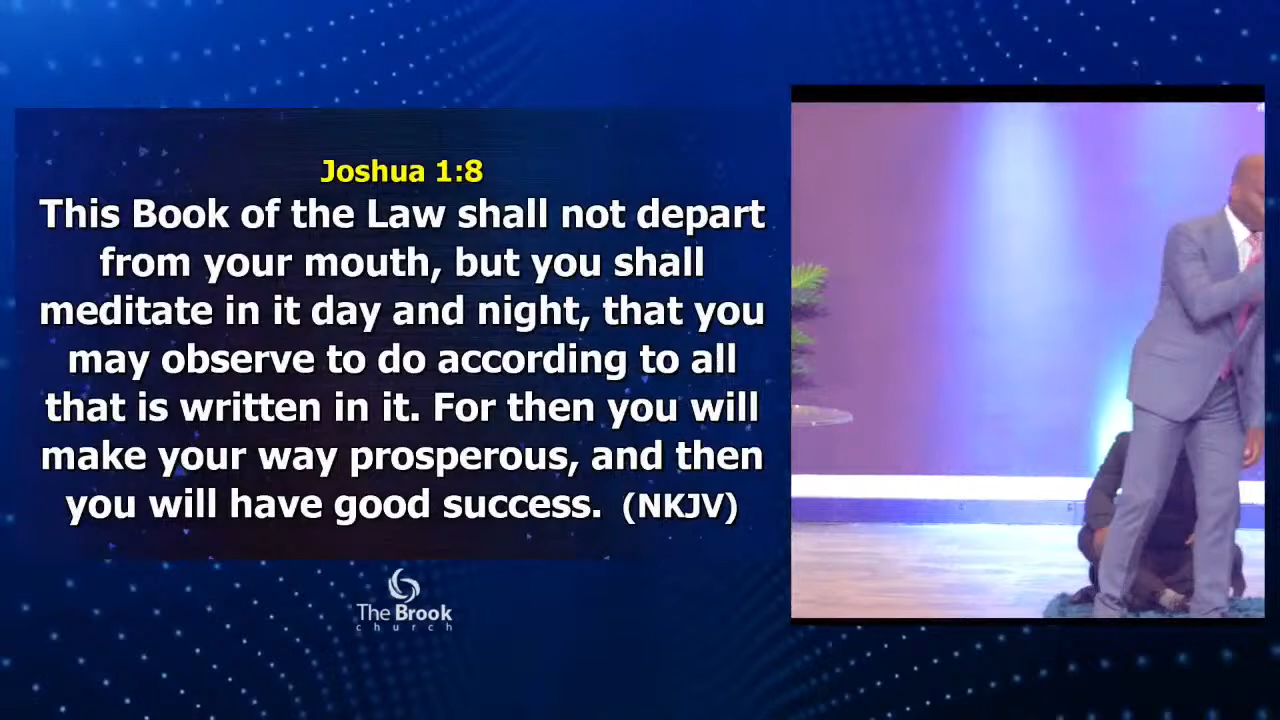 Joshua 1:8
This Book of the Law shall not depart
from your mouth, but you shall
meditate in it day and night, that you
may observe to do according to all
that is written in it. For then you will
make your way prosperous, and then
you will have good success. (NKJV)
The Brook
church